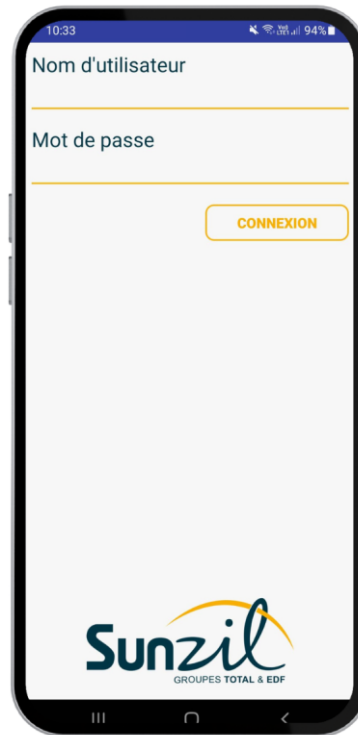 10:33 94%
Nom d'utilisateur
Mot de passe
CONNEXION
Sunzil
GROUPES TOTAL & EDF